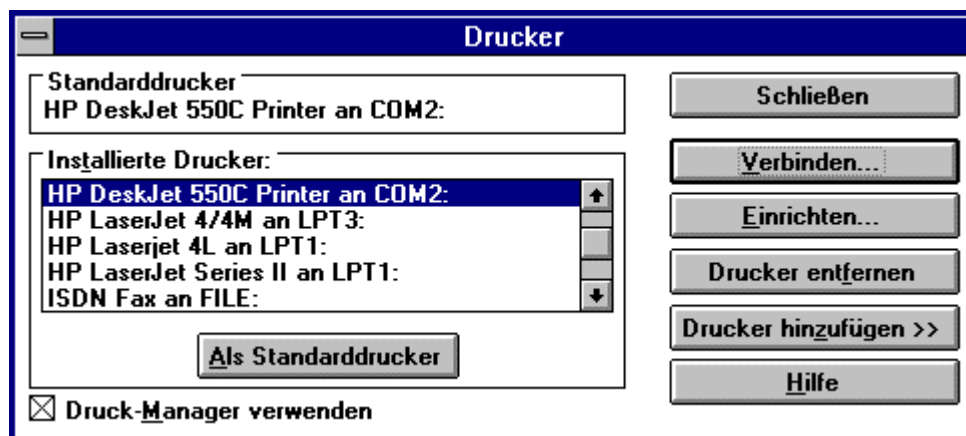 Drucker
Standarddrucker
HP DeskJet 550C Printer an COM2:
Installierte Drucker:
HP DeskJet 550C Printer an COM2:
HP LaserJet 4/4M an LPT3:
HP Laserjet 4L an LPT1:
HP LaserJet Series II an LPT1:
ISDN Fax an FILE:
Als Standarddrucker
Druck-Manager verwenden
Schließen
Verbinden...
Einrichten...
Drucker entfernen
Drucker hinzufügen >>
Hilfe